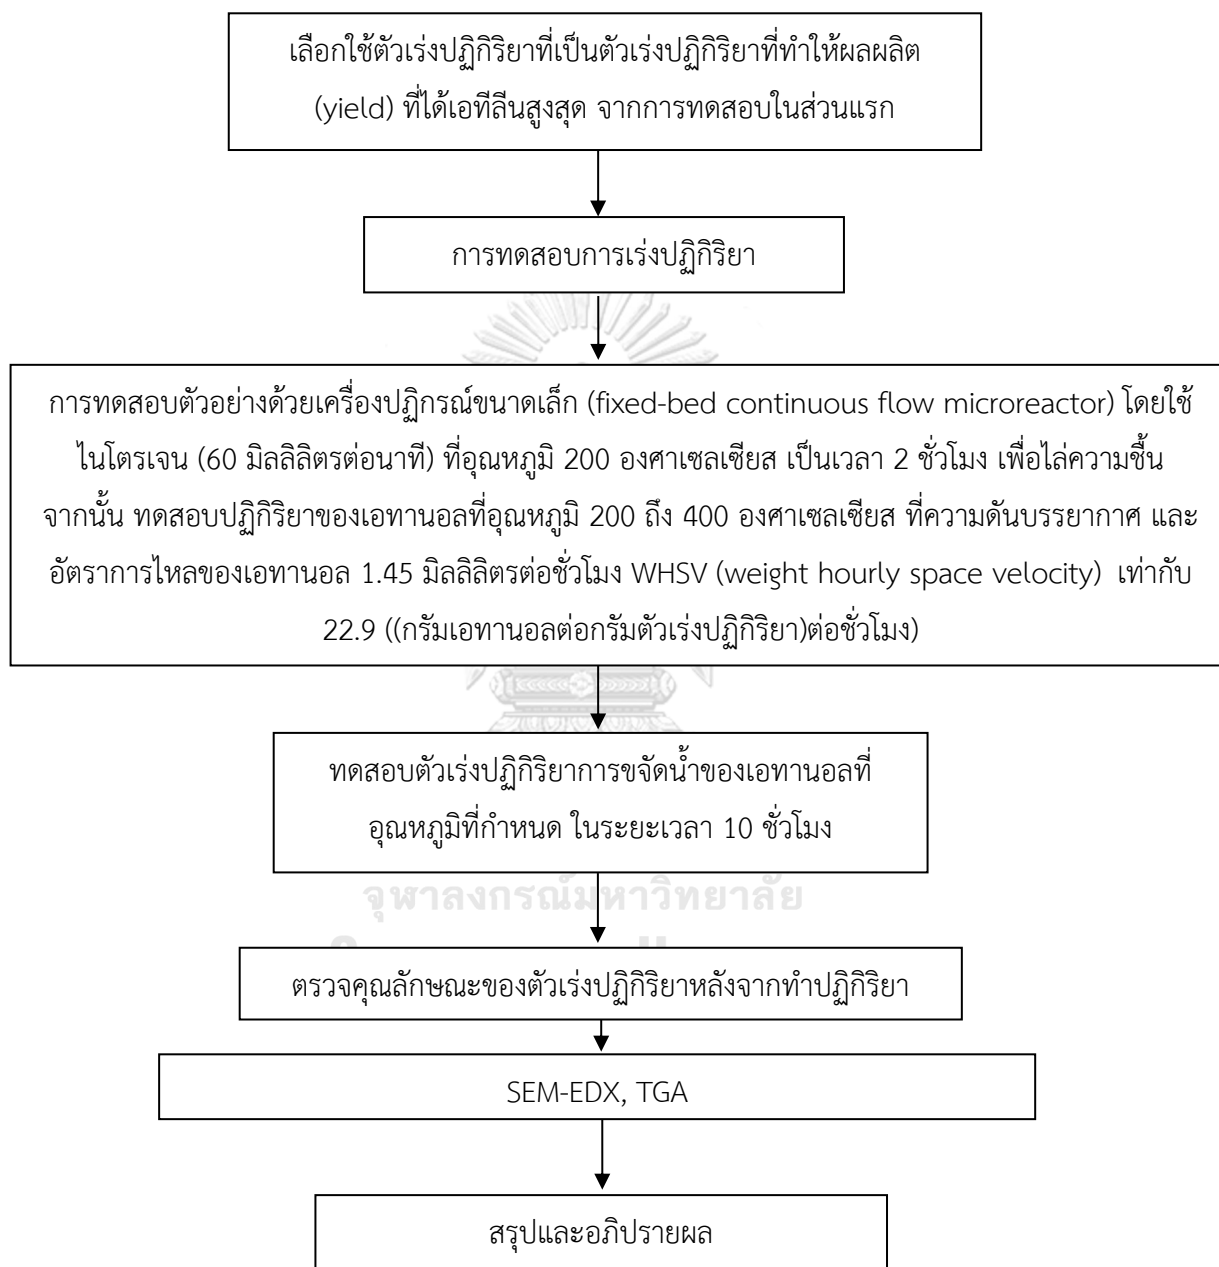 เลือกใช้ตัวเร่งปฏิกิริยาที่เป็นตัวเร่งปฏิกิริยาที่ทำให้ผลผลิต
(yield) ที่ได้เอทีลีนสูงสุด จากการทดสอบในส่วนแรก
การทดสอบการเร่งปฏิกิริยา
การทดสอบตัวอย่างด้วยเครื่องปฏิกรณ์ขนาดเล็ก (fixed-bed continuous flow microreactor) โดยใช้
ไนโตรเจน (60 มิลลิลิตรต่อนาที) ที่อุณหภูมิ 200 องศาเซลเซียส เป็นเวลา 2 ชั่วโมง เพื่อไล่ความชื้น
จากนั้น ทดสอบปฏิกิริยาของเอทานอลที่อุณหภูมิ 200 ถึง 400 องศาเซลเซียส ที่ความดันบรรยากาศ และ
อัตราการไหลของเอทานอล 1.45 มิลลิลิตรต่อชั่วโมง WHSV (weight hourly space velocity) เท่ากับ
22.9 ((กรัมเอทานอลต่อกรัมตัวเร่งปฏิกิริยา)ต่อชั่วโมง)
ทดสอบตัวเร่งปฏิกิริยาการขจัดน้ำของเอทานอลที่
อุณหภูมิที่กำหนด ในระยะเวลา 10 ชั่วโมง
จุฬาลงกรณ์มหาวิทยาลัย
ตรวจคุณลักษณะของตัวเร่งปฏิกิริยาหลังจากทำปฏิกิริยา
SEM-EDX, TGA
สรุปและอภิปรายผล